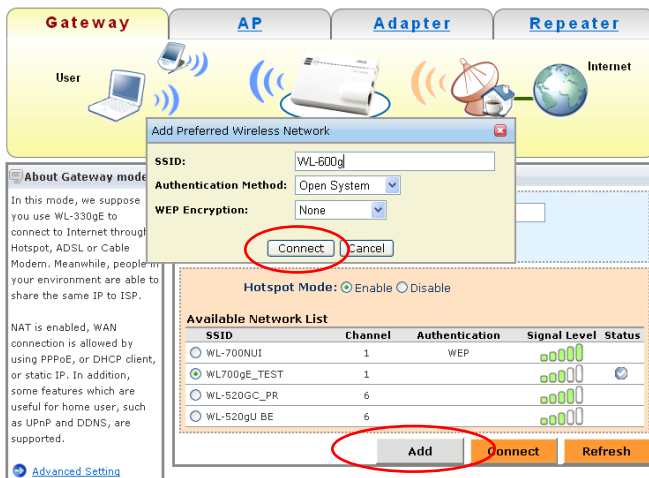 Gateway
AP
Adapter
Repeater
User
Internet
Add Preferred Wireless Network
SSID:
WL-600g
Authentication Method:
Open System
WEP Encryption:
None
Connect
Cancel
About Gateway mode
In this mode, we suppose
you use WL-330gE to
connect to Internet through
Hotspot, ADSL or Cable
Modem. Meanwhile, people in
your environment are able to
share the same IP to ISP.
NAT is enabled, WAN
connection is allowed by
using PPPoE, or DHCP client,
or static IP. In addition,
some features which are
useful for home user, such
as UPnP and DDNS, are
supported.
Advanced Setting
Hotspot Mode: Enable Disable
Available Network List
SSID Channel Authentication Signal Level Status
WL-700NUI 1 WEP
WL700gE_TEST 1
WL-520GC_PR 6
WL-520gU BE 6
Add
Connect
Refresh